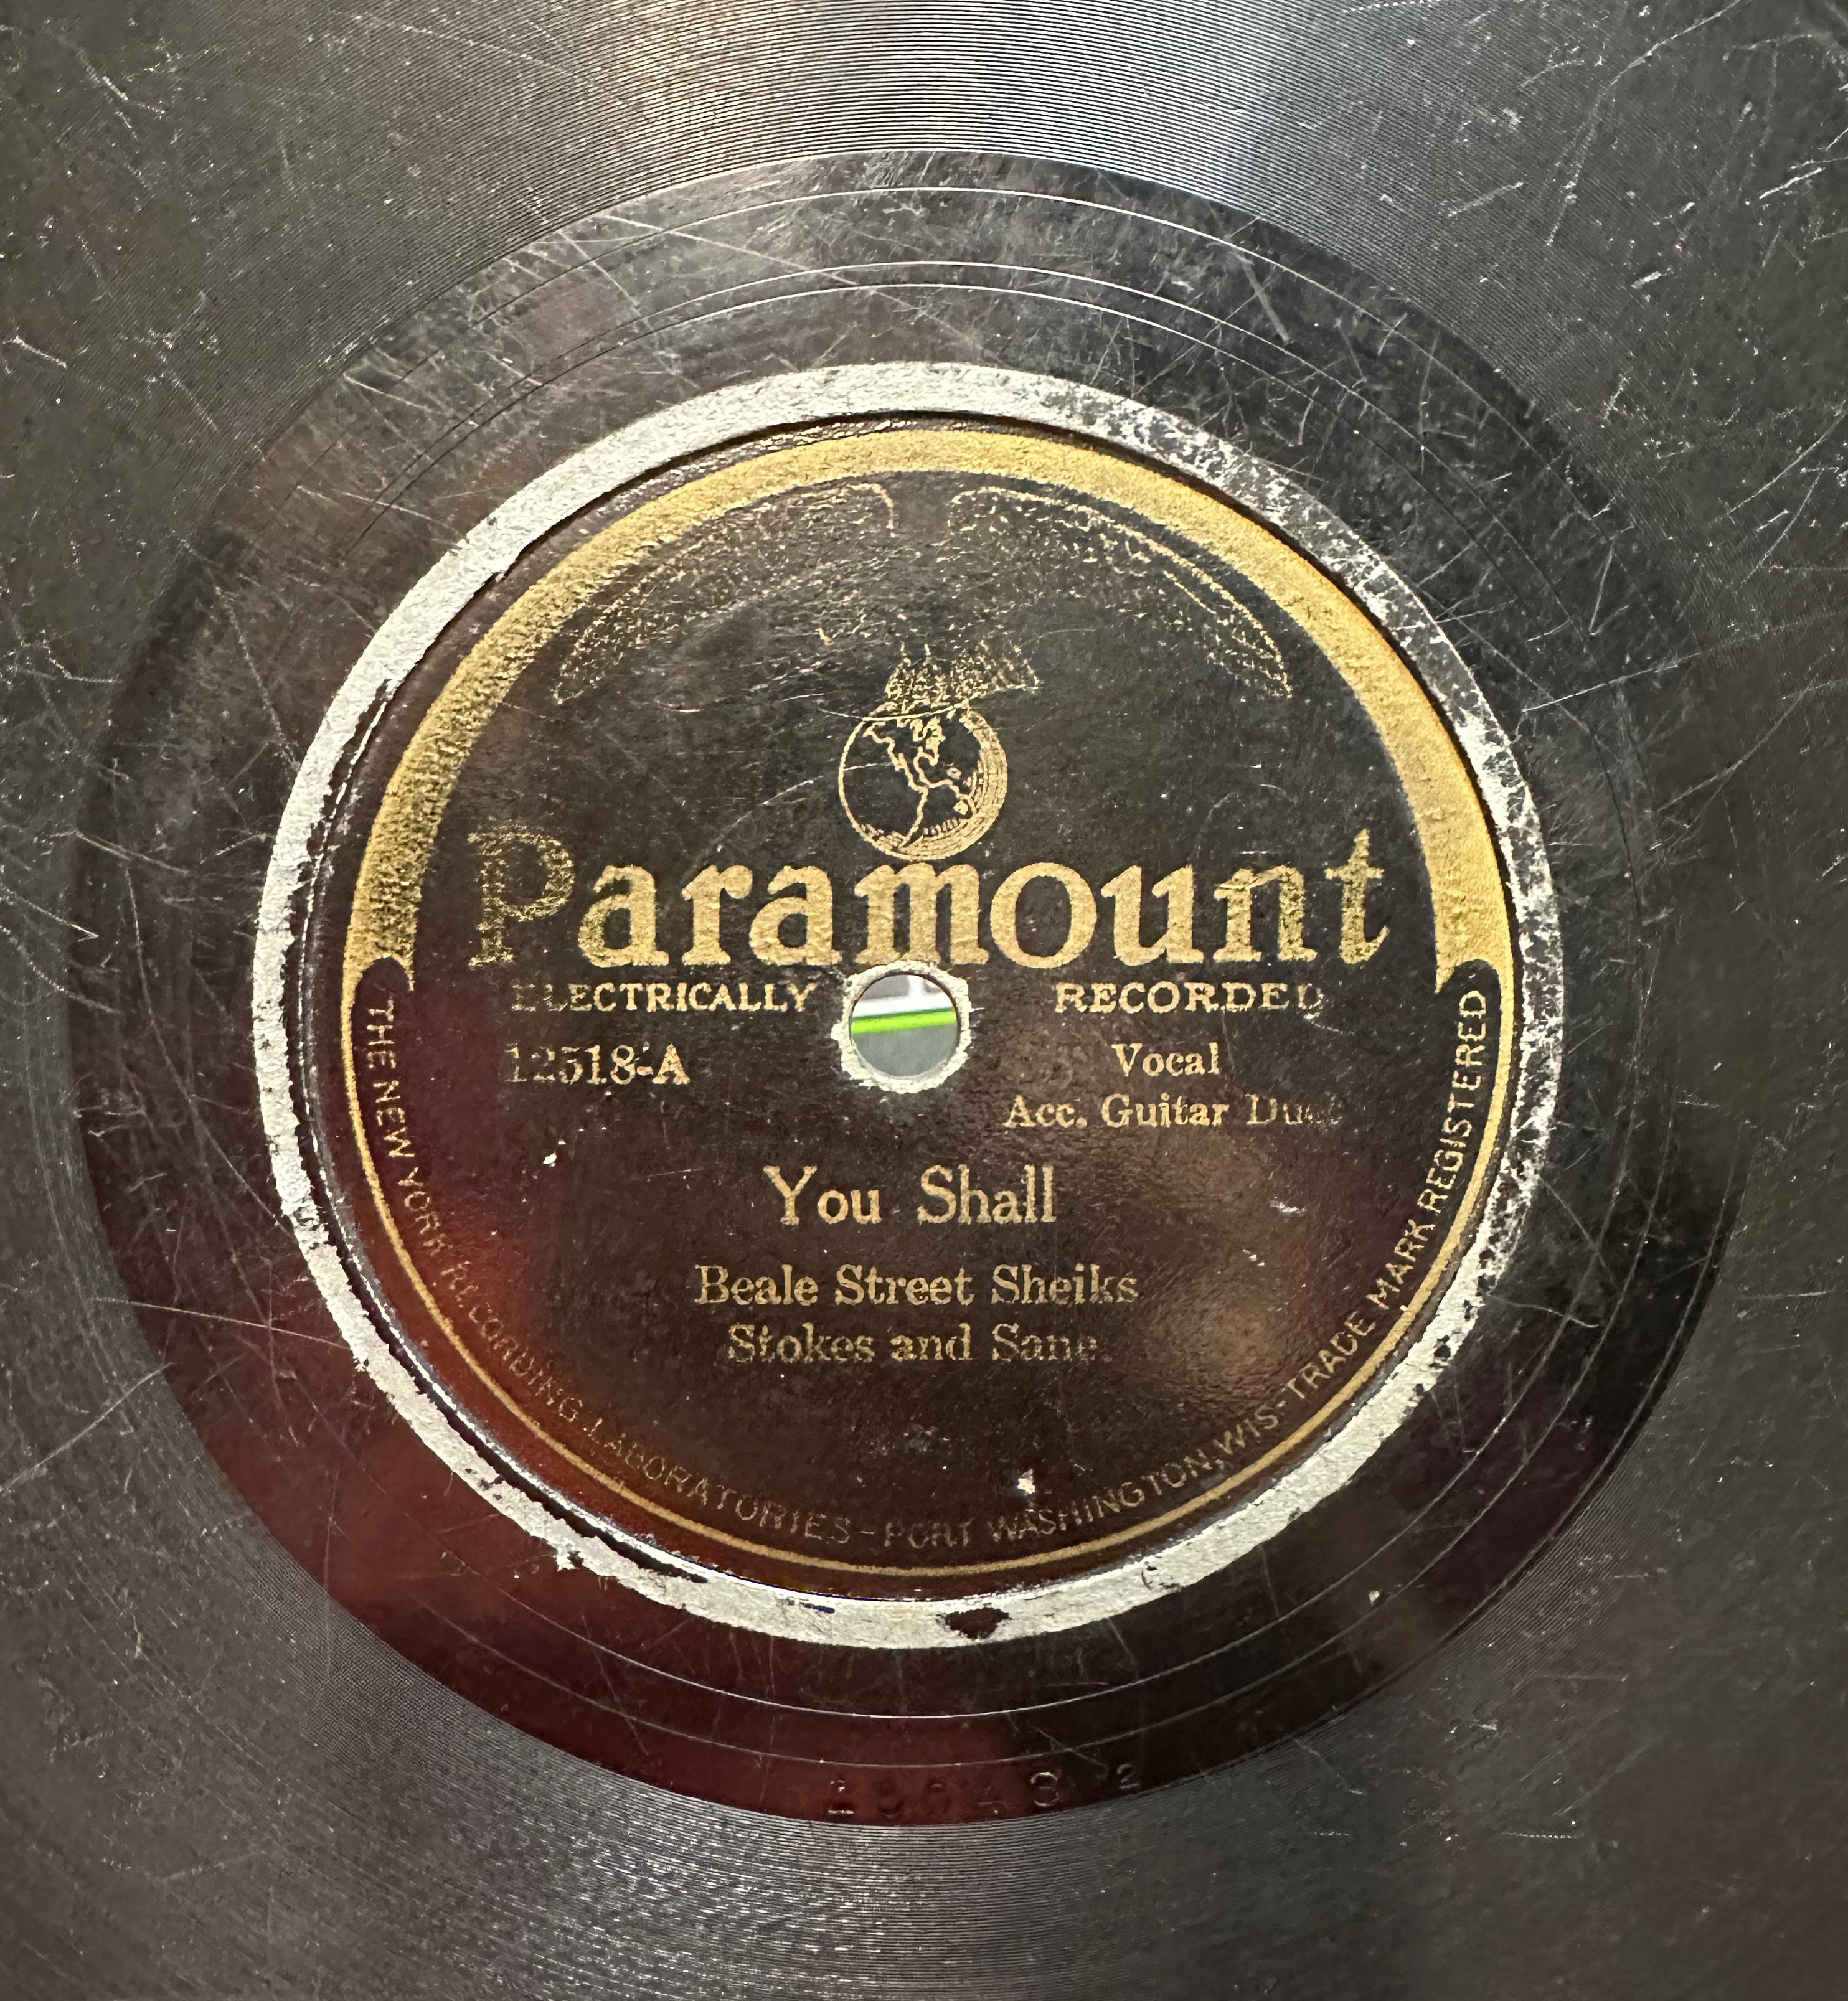 Paramount
ELECTRICALLY RECORDED
12518-A
Vocal
Acc. Guitar Duet
You Shall
Beale Street Sheiks
Stokes and Sane
THE NEW YORK RECORDING LABORATORIES - PORT WASHINGTON, WIS - TRADE MARK REGISTERED
2